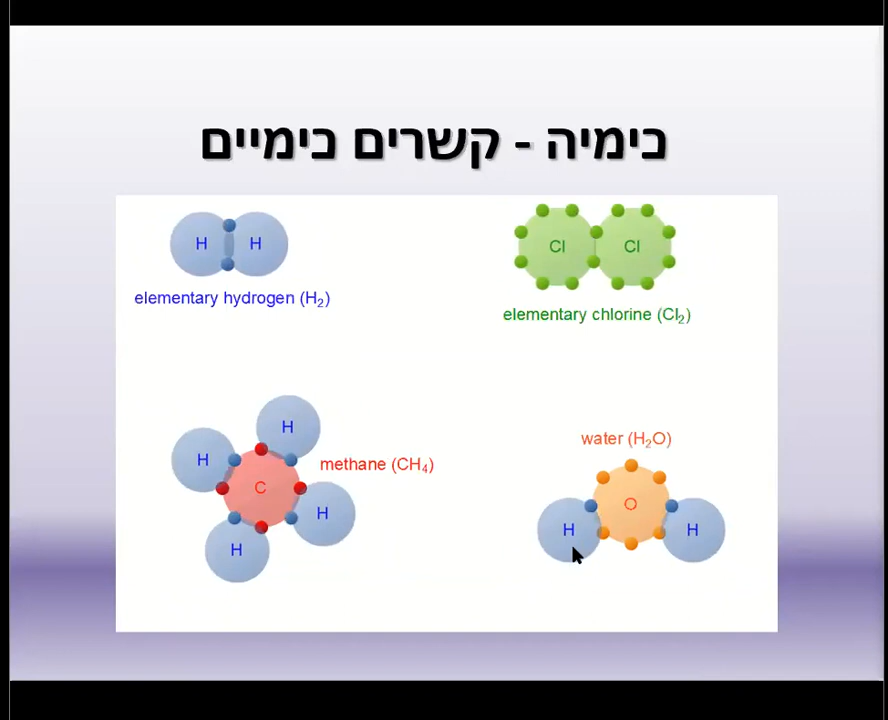 כימיה - קשרים כימיים
H H
Cl Cl
elementary hydrogen (H₂)
elementary chlorine (Cl₂)
H
H
C
H
H
methane (CH₄)
water (H₂O)
O
H H